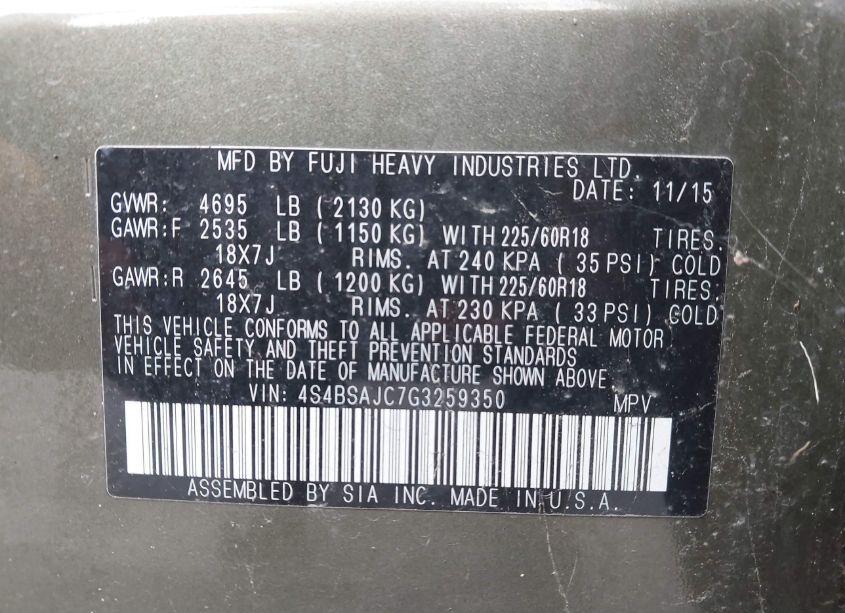 MFD BY FUJI HEAVY INDUSTRIES LTD.
DATE: 11/15
GVWR: 4695 LB ( 2130 KG)
GAWR:F 2535 LB ( 1150 KG) WITH 225/60R18 TIRES.
18X7J RIMS. AT 240 KPA ( 35 PSI) COLD
GAWR:R 2645 LB ( 1200 KG) WITH 225/60R18 TIRES.
18X7J RIMS. AT 230 KPA ( 33 PSI) COLD
THIS VEHICLE CONFORMS TO ALL APPLICABLE FEDERAL MOTOR
VEHICLE SAFETY AND THEFT PREVENTION STANDARDS
IN EFFECT ON THE DATE OF MANUFACTURE SHOWN ABOVE.
VIN: 4S4BSAJC7G3259350 MPV
ASSEMBLED BY SIA INC. MADE IN U.S.A.